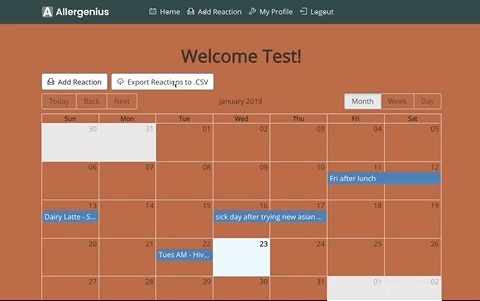 Allergenius Home Add Reaction My Profile Logout
Welcome Test!
Add Reaction Export Reactions to .CSV
Today Back Next January 2019 Month Week Day
Sun Mon Tue Wed Thu Fri Sat
30 31 01 02 03 04 05
06 07 08 09 10 11 12
Fri after lunch
13 14 15 16 17 18 19
Dairy Latte - S... sick day after trying new asian ...
20 21 22 23 24 25 26
Tues AM - Hiv...
27 28 29 30 31 01 02